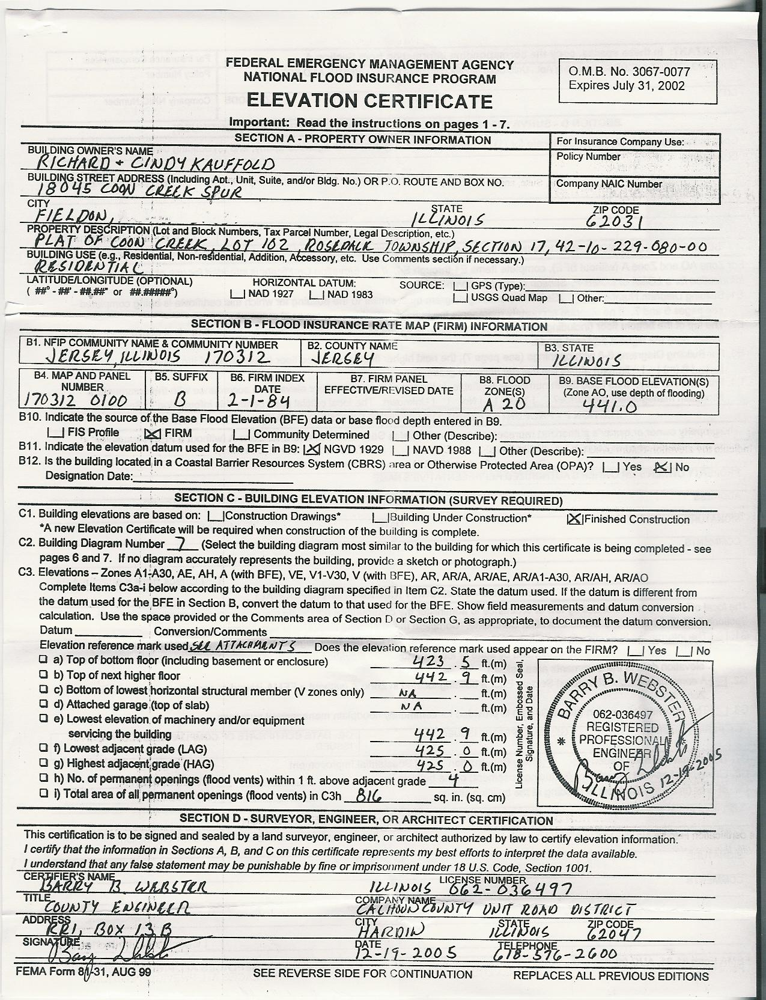 FEDERAL EMERGENCY MANAGEMENT AGENCY
NATIONAL FLOOD INSURANCE PROGRAM
ELEVATION CERTIFICATE
Important: Read the instructions on pages 1 - 7.
O.M.B. No. 3067-0077
Expires July 31, 2002
SECTION A - PROPERTY OWNER INFORMATION
For Insurance Company Use:
BUILDING OWNER'S NAME
RICHARD + CINDY KAUFFOLD
Policy Number
BUILDING STREET ADDRESS (Including Apt., Unit, Suite, and/or Bldg. No.) OR P.O. ROUTE AND BOX NO.
18045 COON CREEK SPUR
Company NAIC Number
CITY STATE ZIP CODE
FIELDON, ILLINOIS 62031
PROPERTY DESCRIPTION (Lot and Block Numbers, Tax Parcel Number, Legal Description, etc.)
PLAT OF COON CREEK, LOT 102, ROSEDALE TOWNSHIP, SECTION 17, 42-10-229-080-00
BUILDING USE (e.g., Residential, Non-residential, Addition, Accessory, etc. Use Comments section if necessary.)
RESIDENTIAL
LATITUDE/LONGITUDE (OPTIONAL) HORIZONTAL DATUM: SOURCE: |__| GPS (Type):
( ##° - ##' - ##.##" or ##.#####°) |__| NAD 1927 |__| NAD 1983 |__| USGS Quad Map |__| Other:
SECTION B - FLOOD INSURANCE RATE MAP (FIRM) INFORMATION
B1. NFIP COMMUNITY NAME & COMMUNITY NUMBER B2. COUNTY NAME B3. STATE
JERSEY, ILLINOIS 170312 JERSEY ILLINOIS
B4. MAP AND PANEL NUMBER B5. SUFFIX B6. FIRM INDEX DATE B7. FIRM PANEL EFFECTIVE/REVISED DATE B8. FLOOD ZONE(S) B9. BASE FLOOD ELEVATION(S) (Zone AO, use depth of flooding)
170312 0100 B 2-1-84 A 20 441.0
B10. Indicate the source of the Base Flood Elevation (BFE) data or base flood depth entered in B9.
|__| FIS Profile |X| FIRM |__| Community Determined |__| Other (Describe):
B11. Indicate the elevation datum used for the BFE in B9: |X| NGVD 1929 |__| NAVD 1988 |__| Other (Describe):
B12. Is the building located in a Coastal Barrier Resources System (CBRS) area or Otherwise Protected Area (OPA)? |__| Yes |X| No
Designation Date:
SECTION C - BUILDING ELEVATION INFORMATION (SURVEY REQUIRED)
C1. Building elevations are based on: |__|Construction Drawings* |__|Building Under Construction* |X|Finished Construction
*A new Elevation Certificate will be required when construction of the building is complete.
C2. Building Diagram Number 7 (Select the building diagram most similar to the building for which this certificate is being completed - see
pages 6 and 7. If no diagram accurately represents the building, provide a sketch or photograph.)
C3. Elevations – Zones A1-A30, AE, AH, A (with BFE), VE, V1-V30, V (with BFE), AR, AR/A, AR/AE, AR/A1-A30, AR/AH, AR/AO
Complete Items C3a-i below according to the building diagram specified in Item C2. State the datum used. If the datum is different from
the datum used for the BFE in Section B, convert the datum to that used for the BFE. Show field measurements and datum conversion
calculation. Use the space provided or the Comments area of Section D or Section G, as appropriate, to document the datum conversion.
Datum Conversion/Comments
Elevation reference mark used SEE ATTACHMENTS Does the elevation reference mark used appear on the FIRM? |__| Yes |__| No
❑ a) Top of bottom floor (including basement or enclosure) 423 . 5 ft.(m)
❑ b) Top of next higher floor 442 . 9 ft.(m)
❑ c) Bottom of lowest horizontal structural member (V zones only) NA . ft.(m)
❑ d) Attached garage (top of slab) NA . ft.(m)
❑ e) Lowest elevation of machinery and/or equipment
servicing the building 442 . 9 ft.(m)
❑ f) Lowest adjacent grade (LAG) 425 . 0 ft.(m)
❑ g) Highest adjacent grade (HAG) 425 . 0 ft.(m)
❑ h) No. of permanent openings (flood vents) within 1 ft. above adjacent grade 4
❑ i) Total area of all permanent openings (flood vents) in C3h 816 sq. in. (sq. cm)
License Number, Embossed Seal, Signature, and Date
BARRY B. WEBSTER
062-036497
REGISTERED
PROFESSIONAL
ENGINEER
OF
ILLINOIS
* *
Barry Webster 12-19-2005
SECTION D - SURVEYOR, ENGINEER, OR ARCHITECT CERTIFICATION
This certification is to be signed and sealed by a land surveyor, engineer, or architect authorized by law to certify elevation information.
I certify that the information in Sections A, B, and C on this certificate represents my best efforts to interpret the data available.
I understand that any false statement may be punishable by fine or imprisonment under 18 U.S. Code, Section 1001.
CERTIFIER'S NAME LICENSE NUMBER
BARRY B. WEBSTER ILLINOIS 062-036497
TITLE COMPANY NAME
COUNTY ENGINEER CALHOUN COUNTY UNIT ROAD DISTRICT
ADDRESS CITY STATE ZIP CODE
RR1, BOX 13B HARDIN ILLINOIS 62047
SIGNATURE DATE TELEPHONE
Barry Webster 12-19-2005 618-576-2600
FEMA Form 81-31, AUG 99 SEE REVERSE SIDE FOR CONTINUATION REPLACES ALL PREVIOUS EDITIONS